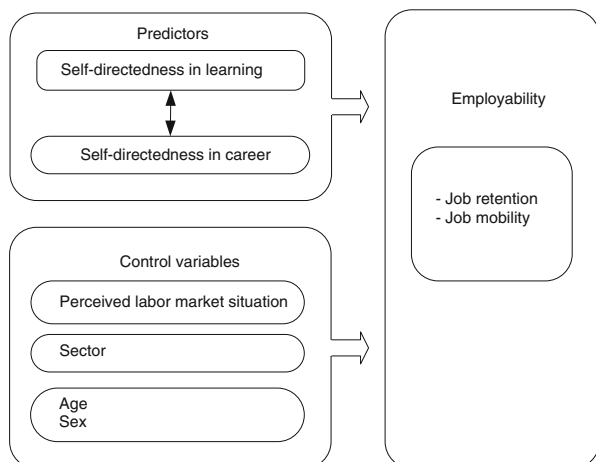 Predictors
Self-directedness in learning
Self-directedness in career
Control variables
Perceived labor market situation
Sector
Age
Sex
Employability
- Job retention
- Job mobility